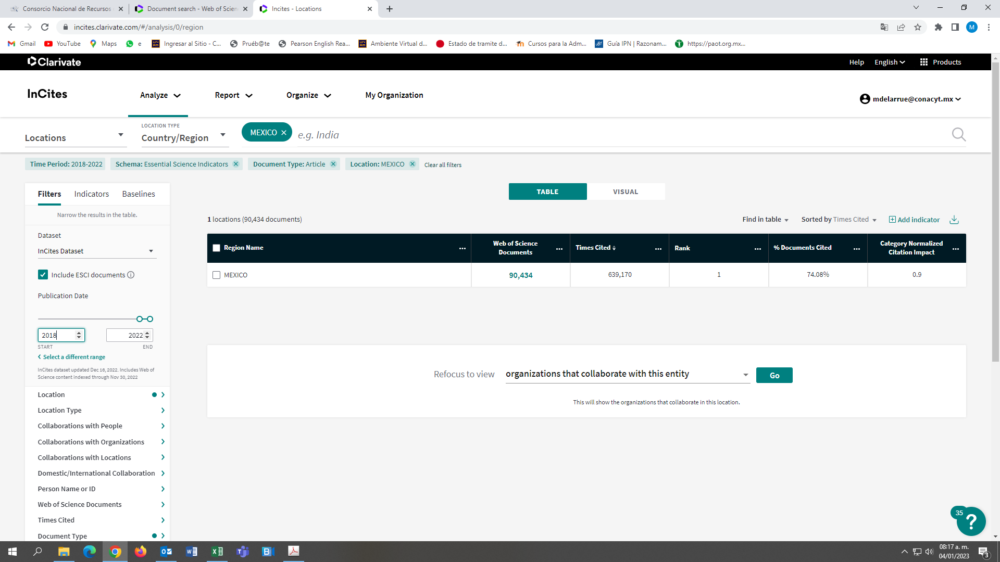 Consorcio Nacional de Recursos
Document search - Web of Scien
Incites - Locations
incites.clarivate.com/#/analysis/0/region
M
Gmail
YouTube
Maps
e
Ingresar al Sitio - C...
Pruéb@te
Pearson English Rea...
Ambiente Virtual d...
Estado de tramite d...
Cursos para la Adm...
Guía IPN | Razonam...
https://paot.org.mx...
Clarivate
Help
English
Products
InCites
Analyze
Report
Organize
My Organization
mdelarrue@conacyt.mx
Locations
LOCATION TYPE
Country/Region
MEXICO
e.g. India
Time Period: 2018-2022
Schema: Essential Science Indicators
Document Type: Article
Location: MEXICO
Clear all filters
Filters
Indicators
Baselines
Narrow the results in the table.
Dataset
InCites Dataset
Include ESCI documents
Publication Date
2018
2022
START
END
Select a different range
InCites dataset updated Dec 16, 2022. Includes Web of
Science content indexed through Nov 30, 2022
Location
Location Type
Collaborations with People
Collaborations with Organizations
Collaborations with Locations
Domestic/International Collaboration
Person Name or ID
Web of Science Documents
Times Cited
Document Type
TABLE
VISUAL
1 locations (90,434 documents)
Find in table
Sorted by Times Cited
Add indicator
Region Name
Web of Science
Documents
Times Cited
Rank
% Documents Cited
Category Normalized
Citation Impact
MEXICO
90,434
639,170
1
74.08%
0.9
Refocus to view
organizations that collaborate with this entity
Go
This will show the organizations that collaborate in this location.
35
?
08:17 a. m.
04/01/2023
3